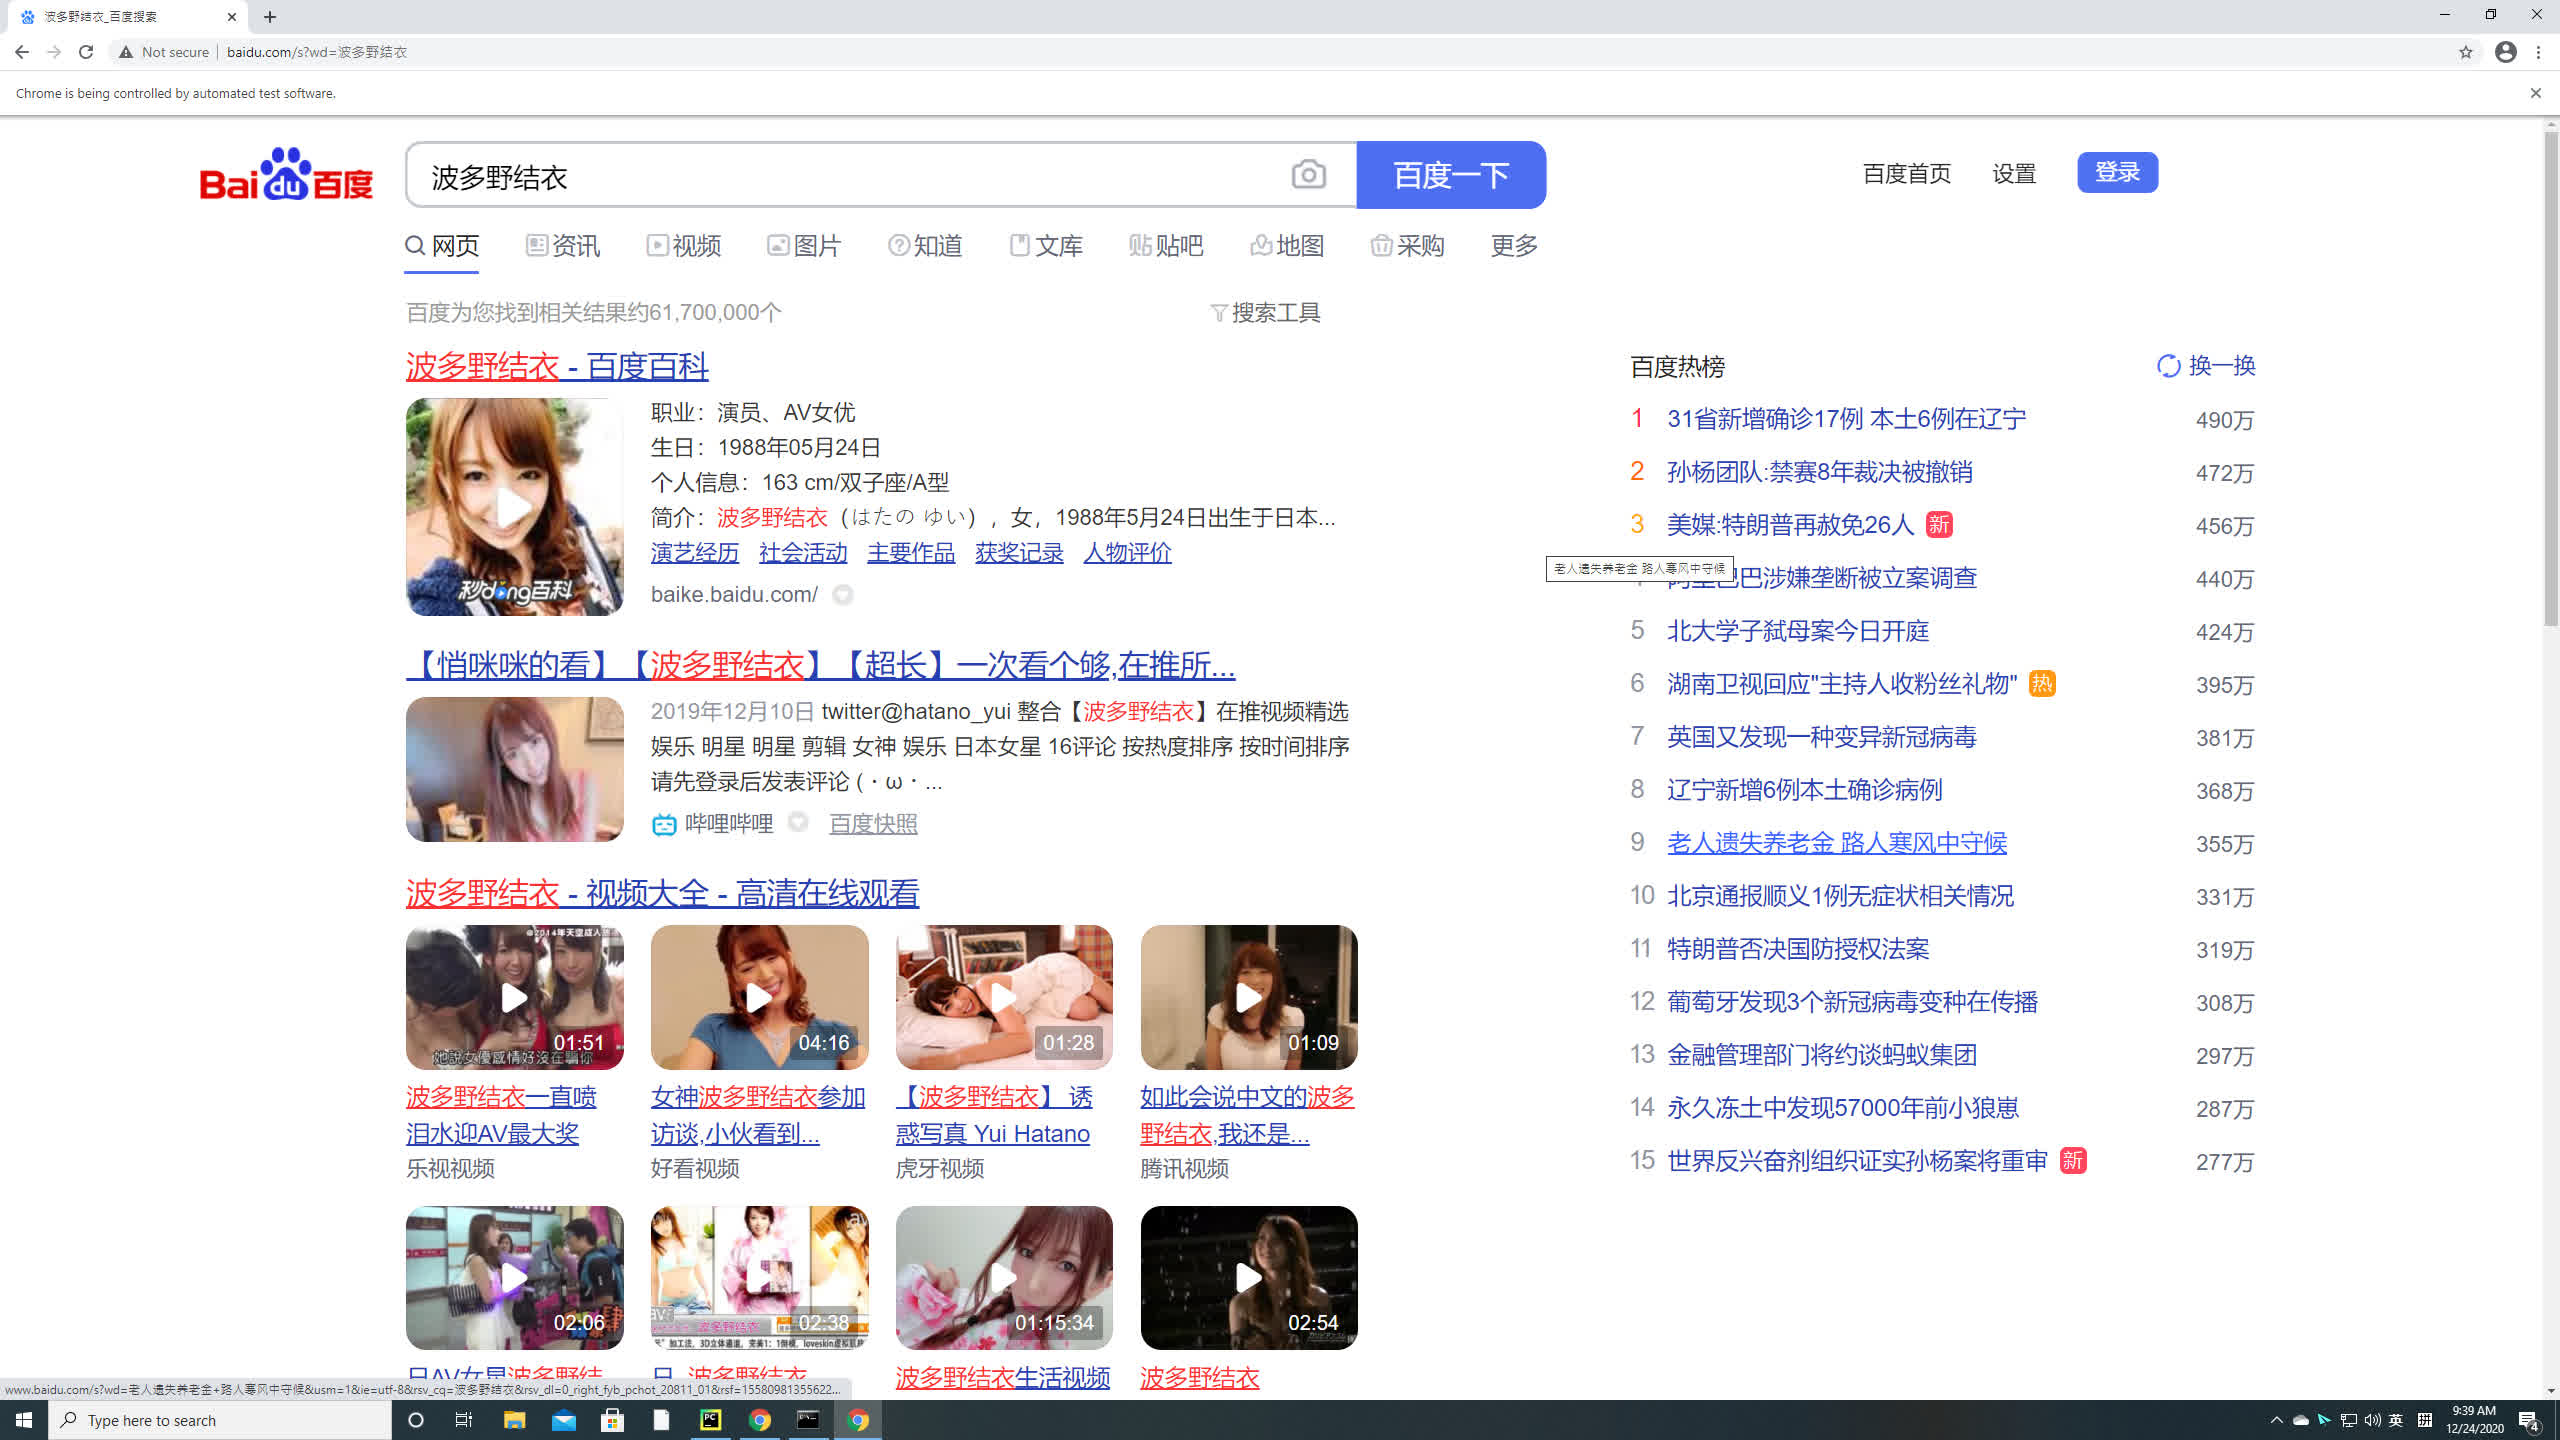 波多野结衣_百度搜索
Not secure
baidu.com/s?wd=波多野结衣
Chrome is being controlled by automated test software.
Bai du 百度
波多野结衣
百度一下
百度首页
设置
登录
网页
资讯
视频
图片
知道
文库
贴吧
地图
采购
更多
百度为您找到相关结果约61,700,000个
搜索工具
波多野结衣 - 百度百科
职业：演员、AV女优
生日：1988年05月24日
个人信息：163 cm/双子座/A型
简介：波多野结衣（はたの ゆい），女，1988年5月24日出生于日本...
演艺经历 社会活动 主要作品 获奖记录 人物评价
秒dong百科
baike.baidu.com/
【悄咪咪的看】【波多野结衣】【超长】一次看个够,在推所...
2019年12月10日 twitter@hatano_yui 整合【波多野结衣】在推视频精选
娱乐 明星 明星 剪辑 女神 娱乐 日本女星 16评论 按热度排序 按时间排序
请先登录后发表评论 (・ω・...
哔哩哔哩
百度快照
波多野结衣 - 视频大全 - 高清在线观看
她說女優感情好沒在騙你
01:51
04:16
01:28
01:09
波多野结衣一直喷
泪水迎AV最大奖
乐视视频
女神波多野结衣参加
访谈,小伙看到...
好看视频
【波多野结衣】 诱
惑写真 Yui Hatano
虎牙视频
如此会说中文的波多
野结衣,我还是...
腾讯视频
02:06
02:38
01:15:34
02:54
日AV女星波多野结
日 波多野结衣
波多野结衣生活视频
波多野结衣
百度热榜
换一换
1 31省新增确诊17例 本土6例在辽宁 490万
2 孙杨团队:禁赛8年裁决被撤销 472万
3 美媒:特朗普再赦免26人 新 456万
老人遗失养老金 路人寒风中守候
巴涉嫌垄断被立案调查 440万
5 北大学子弑母案今日开庭 424万
6 湖南卫视回应"主持人收粉丝礼物" 热 395万
7 英国又发现一种变异新冠病毒 381万
8 辽宁新增6例本土确诊病例 368万
9 老人遗失养老金 路人寒风中守候 355万
10 北京通报顺义1例无症状相关情况 331万
11 特朗普否决国防授权法案 319万
12 葡萄牙发现3个新冠病毒变种在传播 308万
13 金融管理部门将约谈蚂蚁集团 297万
14 永久冻土中发现57000年前小狼崽 287万
15 世界反兴奋剂组织证实孙杨案将重审 新 277万
www.baidu.com/s?wd=老人遗失养老金+路人寒风中守候&usm=1&ie=utf-8&rsv_cq=波多野结衣&rsv_dl=0_right_fyb_pchot_20811_01&rsf=15580981355622...
Type here to search
英
拼
9:39 AM
12/24/2020
4